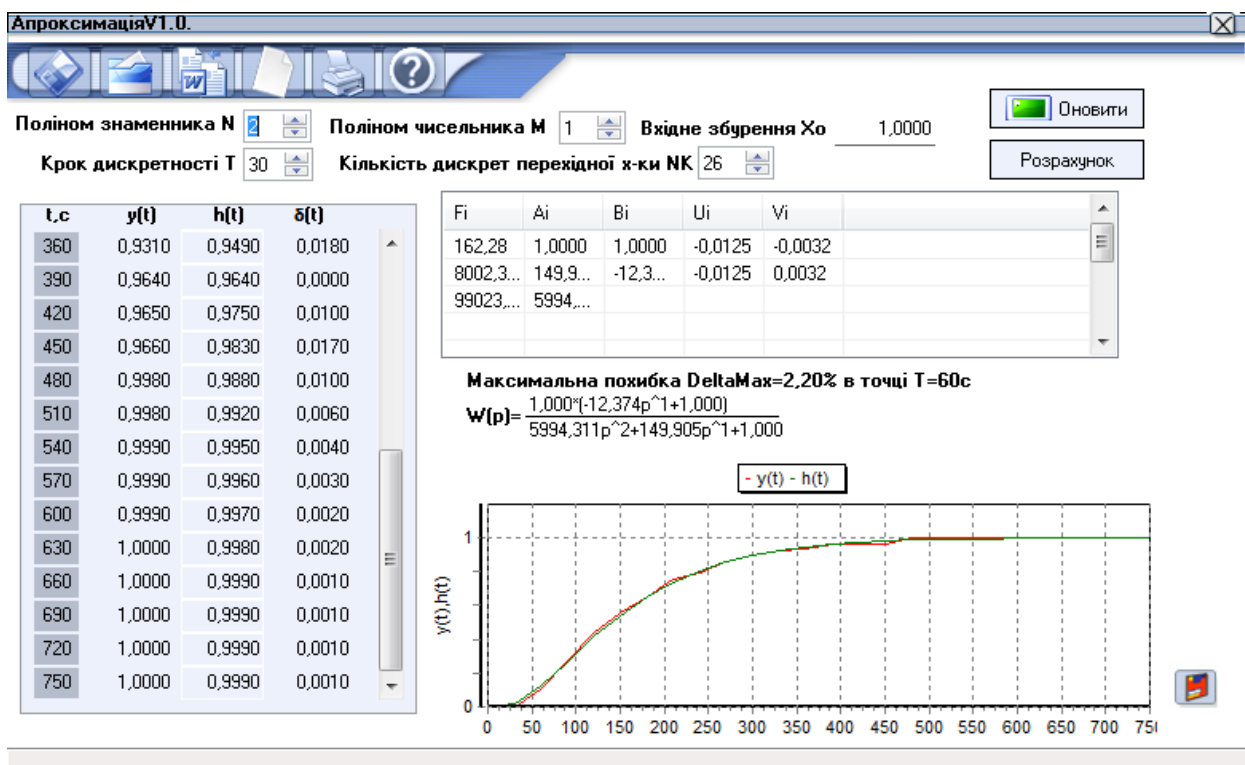 АпроксимаціяV1.0.
W
Поліном знаменника N 2 Поліном чисельника M 1 Вхідне збурення Xo 1,0000 Оновити
Крок дискретності T 30 Кількість дискрет перехідної х-ки NK 26 Розрахунок
t,c y(t) h(t) δ(t)
360 0,9310 0,9490 0,0180
390 0,9640 0,9640 0,0000
420 0,9650 0,9750 0,0100
450 0,9660 0,9830 0,0170
480 0,9980 0,9880 0,0100
510 0,9980 0,9920 0,0060
540 0,9990 0,9950 0,0040
570 0,9990 0,9960 0,0030
600 0,9990 0,9970 0,0020
630 1,0000 0,9980 0,0020
660 1,0000 0,9990 0,0010
690 1,0000 0,9990 0,0010
720 1,0000 0,9990 0,0010
750 1,0000 0,9990 0,0010
Fi Ai Bi Ui Vi
162,28 1,0000 1,0000 -0,0125 -0,0032
8002,3... 149,9... -12,3... -0,0125 0,0032
99023,... 5994,...
Максимальна похибка DeltaMax=2,20% в точці T=60c
1,000*(-12,374p^1+1,000)
W(p)=
5994,311p^2+149,905p^1+1,000
- y(t) - h(t)
y(t),h(t)
1
0
0 50 100 150 200 250 300 350 400 450 500 550 600 650 700 750